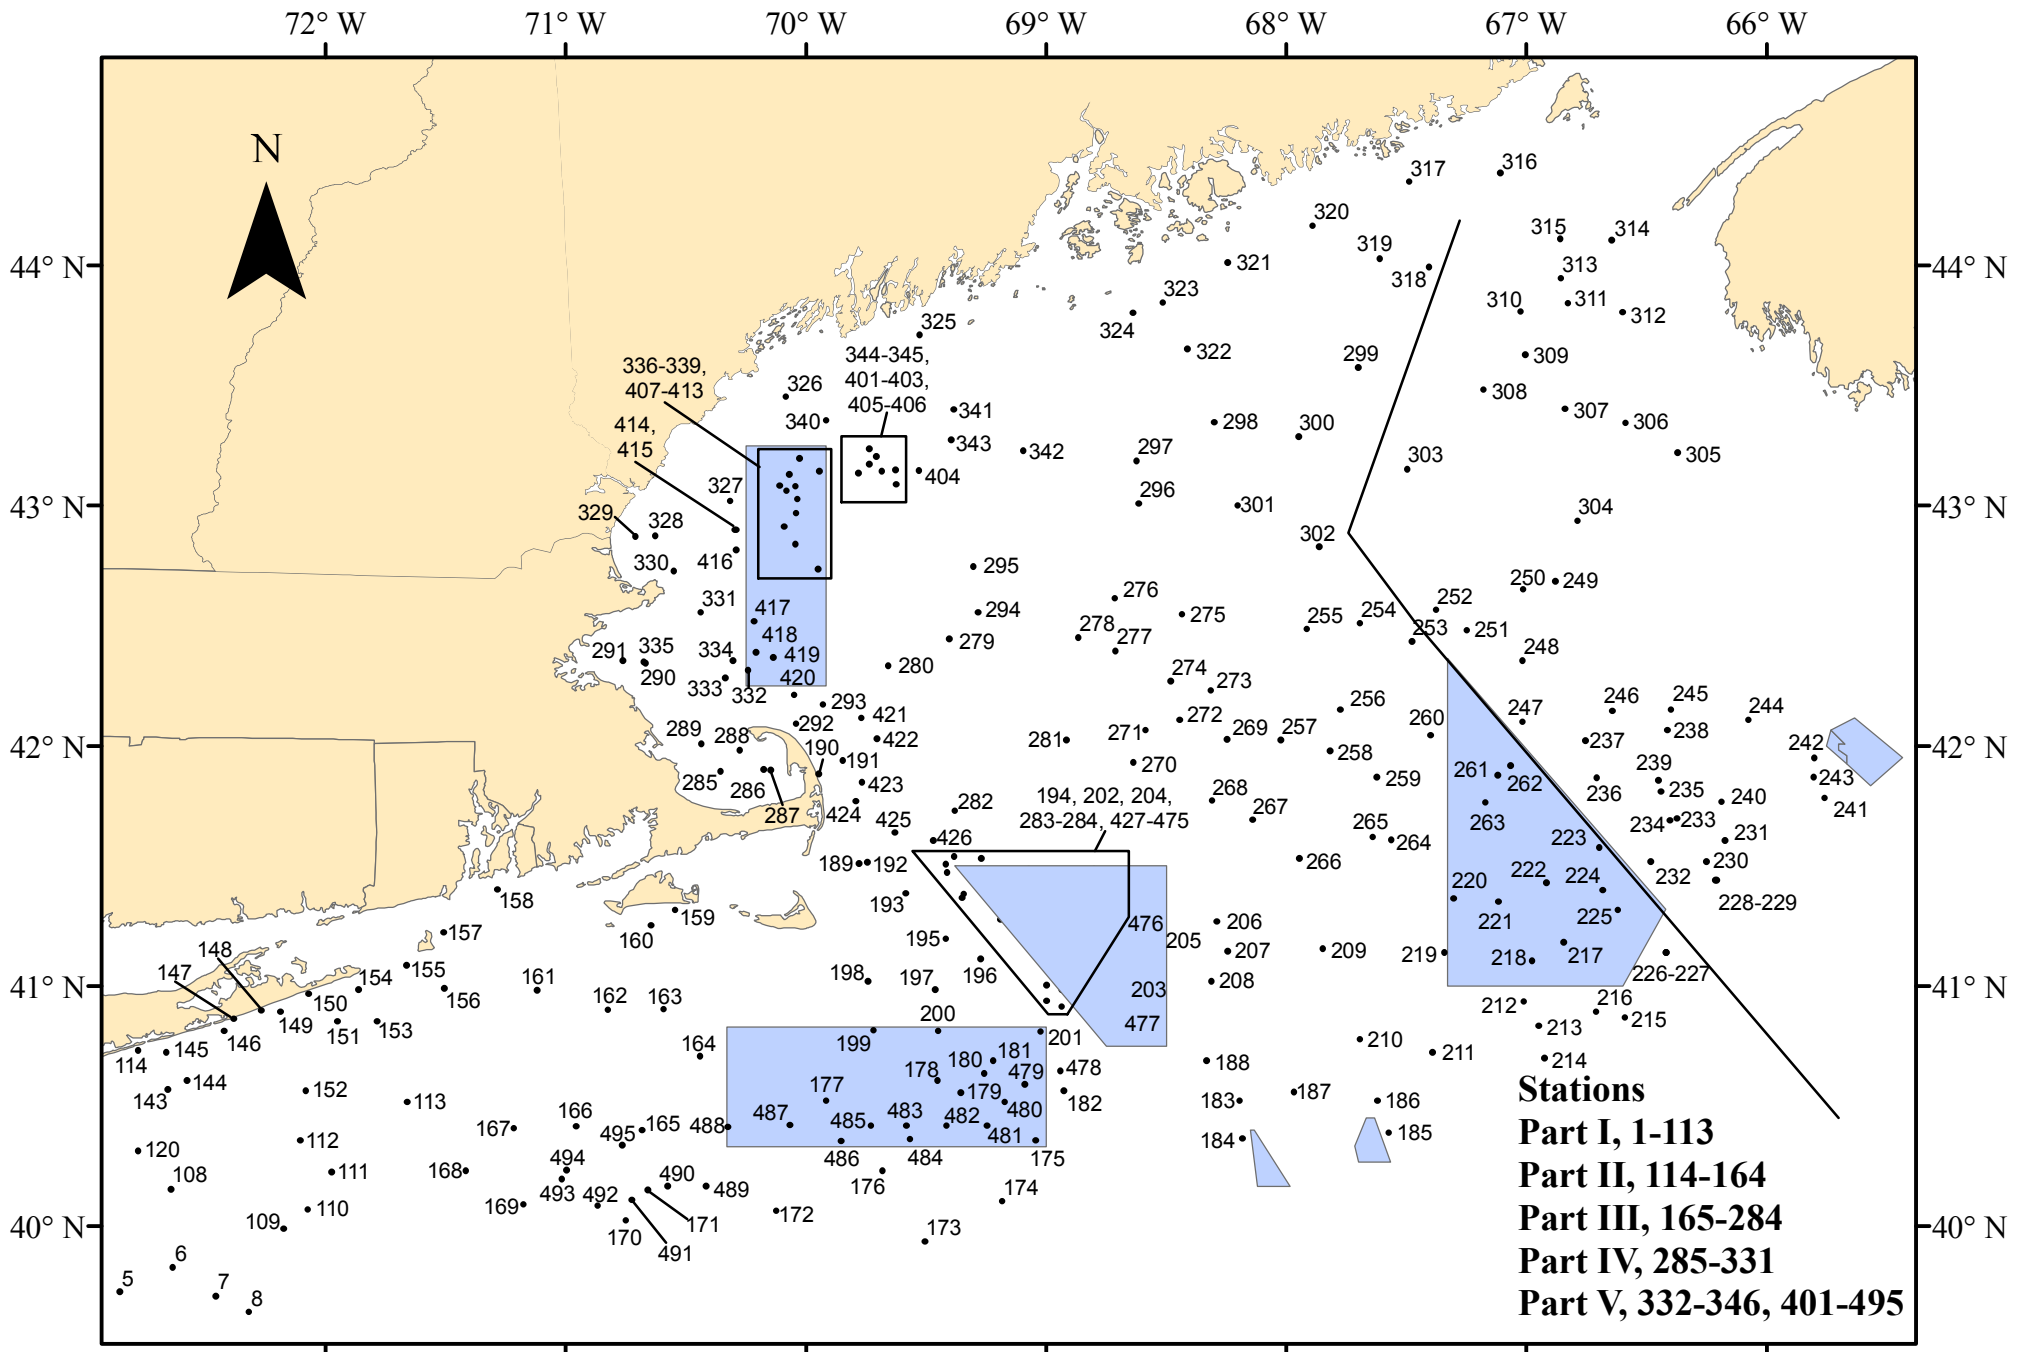 72° W 71° W 70° W 69° W 68° W 67° W 66° W
N
317 316
320 315 314
319
44° N 321 318 313 44° N
323 310 311 312
325 324
344-345, 322 299 309
336-339, 401-403,
407-413 326 405-406 308
340 341 307 306
414, 343 342 298 300
415 297 303 305
404
327 296 301
43° N 329 328 304 43° N
416 302
330 295 250 249
276
331 417 294 278 275 255 254 252
277 253 251
418 279
291 335 334 419 280 248
290 274 273
333 332 420 256 246 245 244
293 272 247
289 288 292 421 271 269 257 260
42° N 422 281 237 238 242 42° N
190 258
191 270 261 262 239 243
285 286 423 268 259 236 235 240 241
287 424 282 194, 202, 204,
283-284, 427-475
267 263 234 233
425 426 265 264 223 231
189 192 266 230
222 224 232
158 193 220 228-229
159 476 206 221 225
157 160 195 205 207 209
148 219 218 217
147 154 155 161 198 197 196 208 226-227
41° N 150 156 162 163 203 212 216 41° N
149 200 477
151 153 199 201 213 215
114 145 146 164 180 181 210 211
178 479 478 188 214
143 144 152 177 179 187
113 480 182 183 186
166 165 488 487 485 483 482
167 495 481 184 185
120 112 486 484 175
494
108 111 168 490 489 176
493 492 174
169 171
109 110 170 172
40° N 491 173 40° N
6
5 7 8
Stations
Part I, 1-113
Part II, 114-164
Part III, 165-284
Part IV, 285-331
Part V, 332-346, 401-495